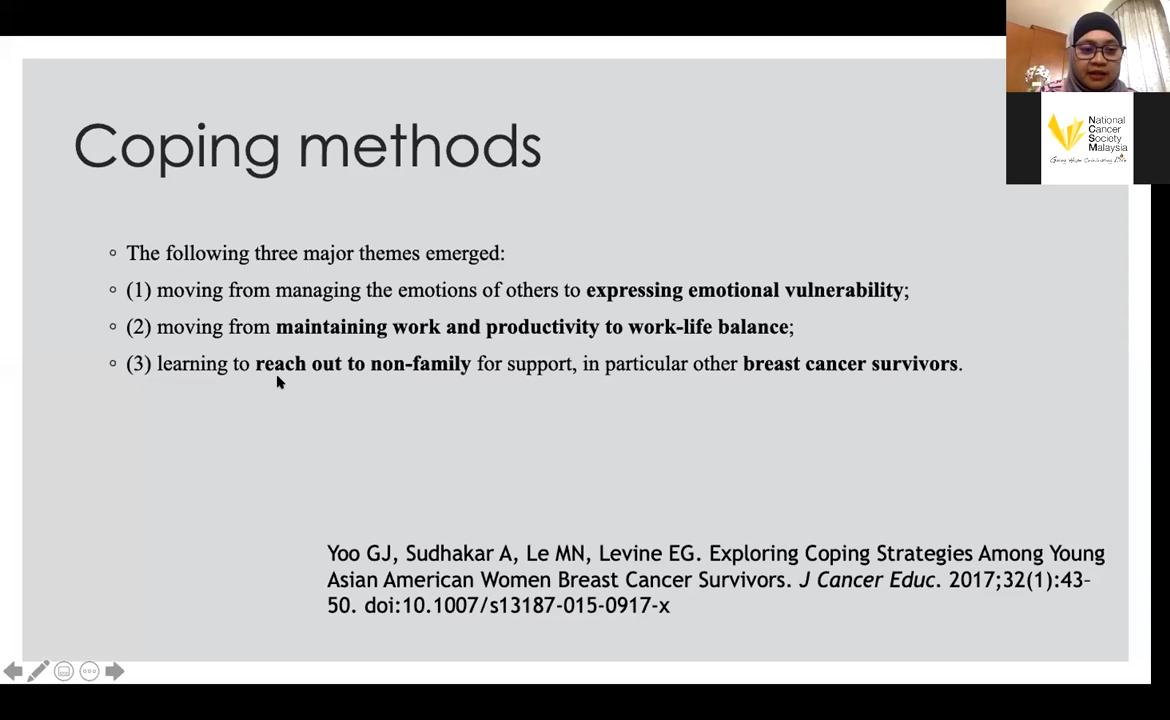 Coping methods
The following three major themes emerged:
(1) moving from managing the emotions of others to expressing emotional vulnerability;
(2) moving from maintaining work and productivity to work-life balance;
(3) learning to reach out to non-family for support, in particular other breast cancer survivors.
Yoo GJ, Sudhakar A, Le MN, Levine EG. Exploring Coping Strategies Among Young
Asian American Women Breast Cancer Survivors. J Cancer Educ. 2017;32(1):43-
50. doi:10.1007/s13187-015-0917-x
National
Cancer
Society
Malaysia